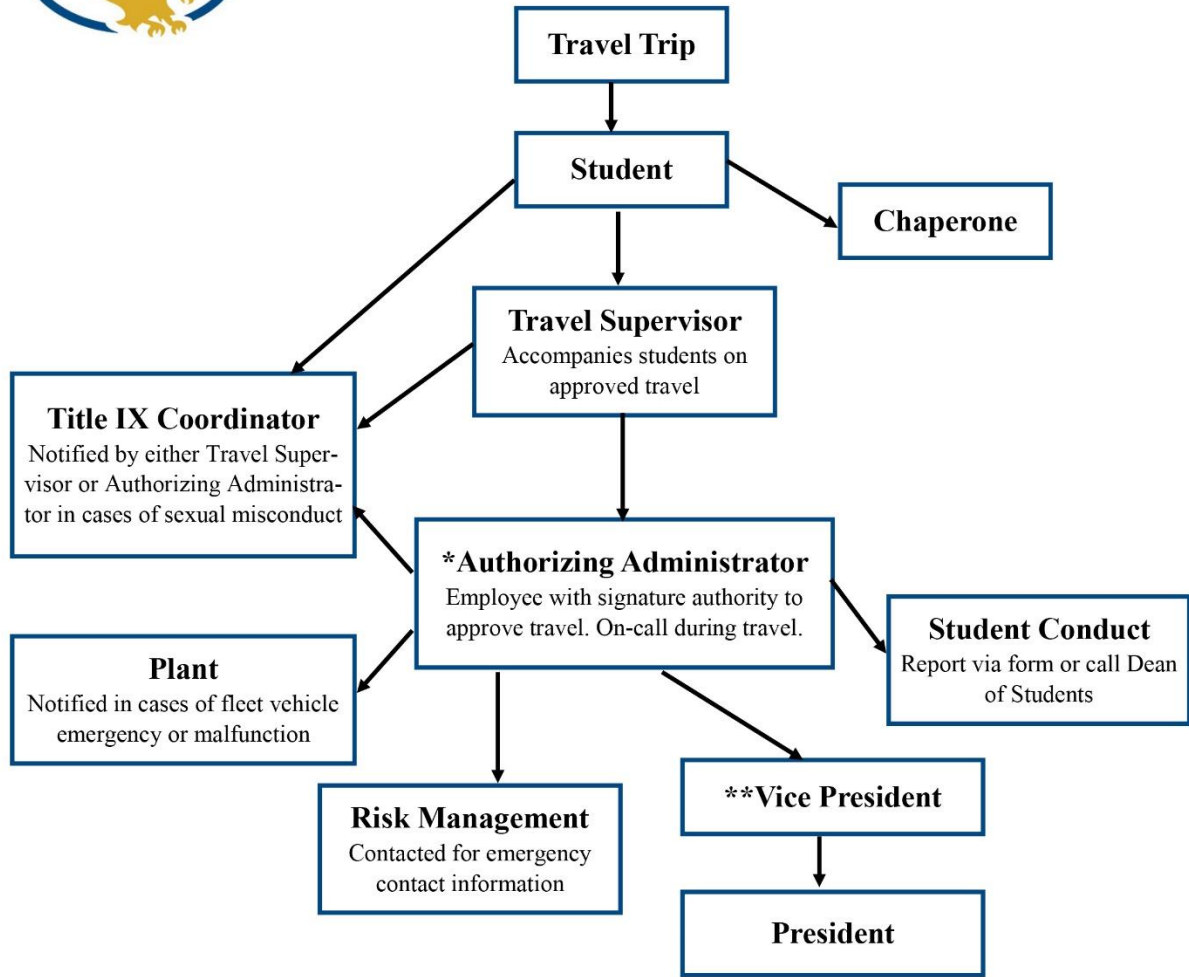 Travel Trip
Student
Chaperone
Travel Supervisor
Accompanies students on
approved travel
Title IX Coordinator
Notified by either Travel Super-
visor or Authorizing Administra-
tor in cases of sexual misconduct
*Authorizing Administrator
Employee with signature authority to
approve travel. On-call during travel.
Student Conduct
Report via form or call Dean
of Students
Plant
Notified in cases of fleet vehicle
emergency or malfunction
Risk Management
Contacted for emergency
contact information
**Vice President
President